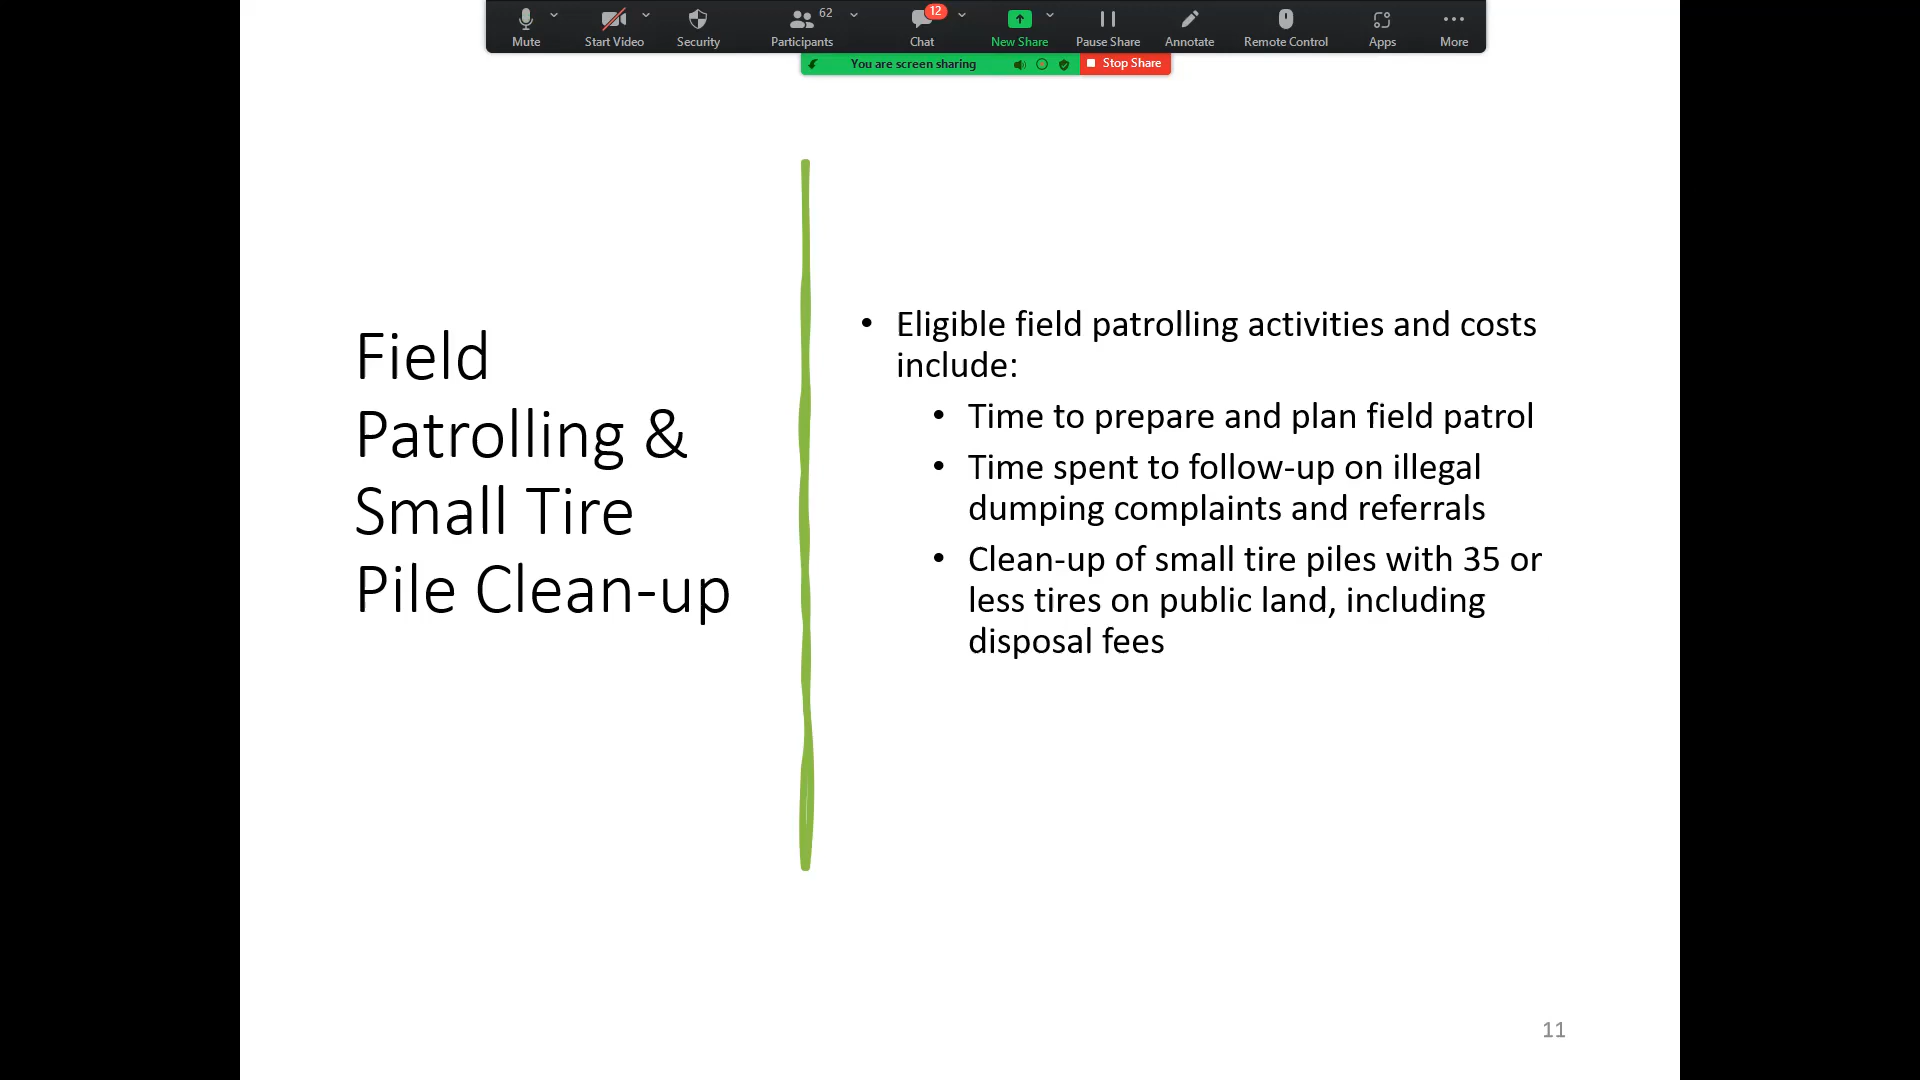 62
12
Mute
Start Video
Security
Participants
Chat
New Share
Pause Share
Annotate
Remote Control
Apps
More
You are screen sharing
Stop Share
Field
Patrolling &
Small Tire
Pile Clean-up
• Eligible field patrolling activities and costs
include:
• Time to prepare and plan field patrol
• Time spent to follow-up on illegal
dumping complaints and referrals
• Clean-up of small tire piles with 35 or
less tires on public land, including
disposal fees
11